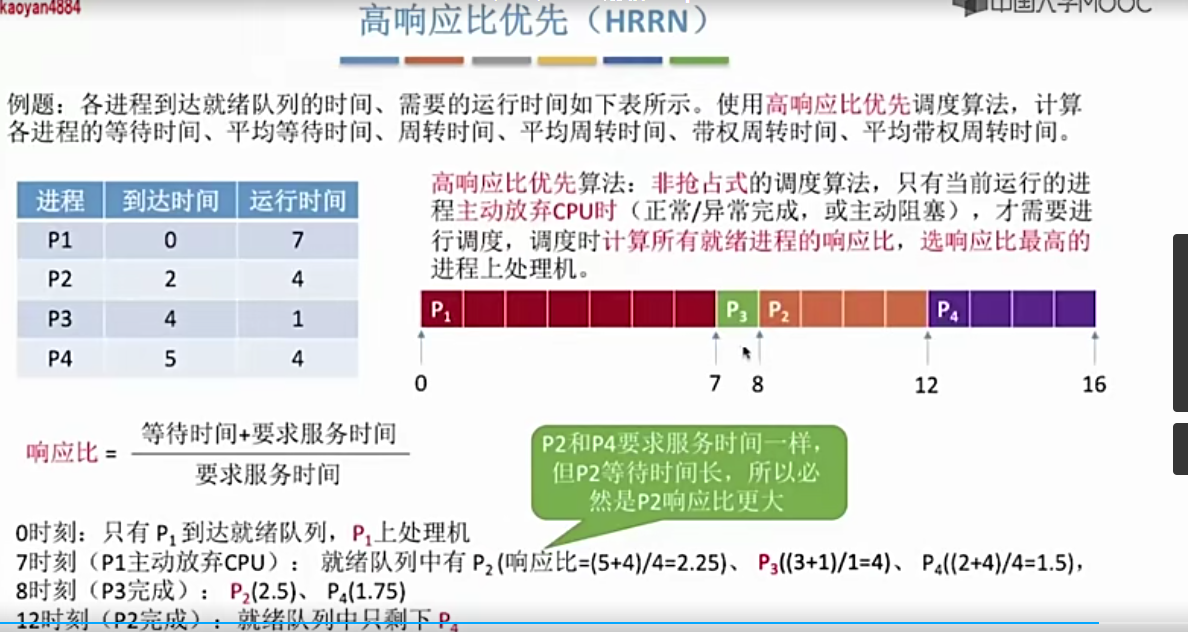 kaoyan4884
中国大学MOOC
高响应比优先（HRRN）
例题：各进程到达就绪队列的时间、需要的运行时间如下表所示。使用高响应比优先调度算法，计算
各进程的等待时间、平均等待时间、周转时间、平均周转时间、带权周转时间、平均带权周转时间。
进程 到达时间 运行时间
P1 0 7
P2 2 4
P3 4 1
P4 5 4
高响应比优先算法：非抢占式的调度算法，只有当前运行的进
程主动放弃CPU时（正常/异常完成，或主动阻塞），才需要进
行调度，调度时计算所有就绪进程的响应比，选响应比最高的
进程上处理机。
P1 P3 P2 P4
0 7 8 12 16
响应比 = 等待时间+要求服务时间
要求服务时间
P2和P4要求服务时间一样，
但P2等待时间长，所以必
然是P2响应比更大
0时刻：只有 P1 到达就绪队列，P1上处理机
7时刻（P1主动放弃CPU）：就绪队列中有 P2 (响应比=(5+4)/4=2.25)、 P3((3+1)/1=4)、 P4((2+4)/4=1.5),
8时刻（P3完成）：P2(2.5)、 P4(1.75)
12时刻（P2完成）：就绪队列中只剩下 P4